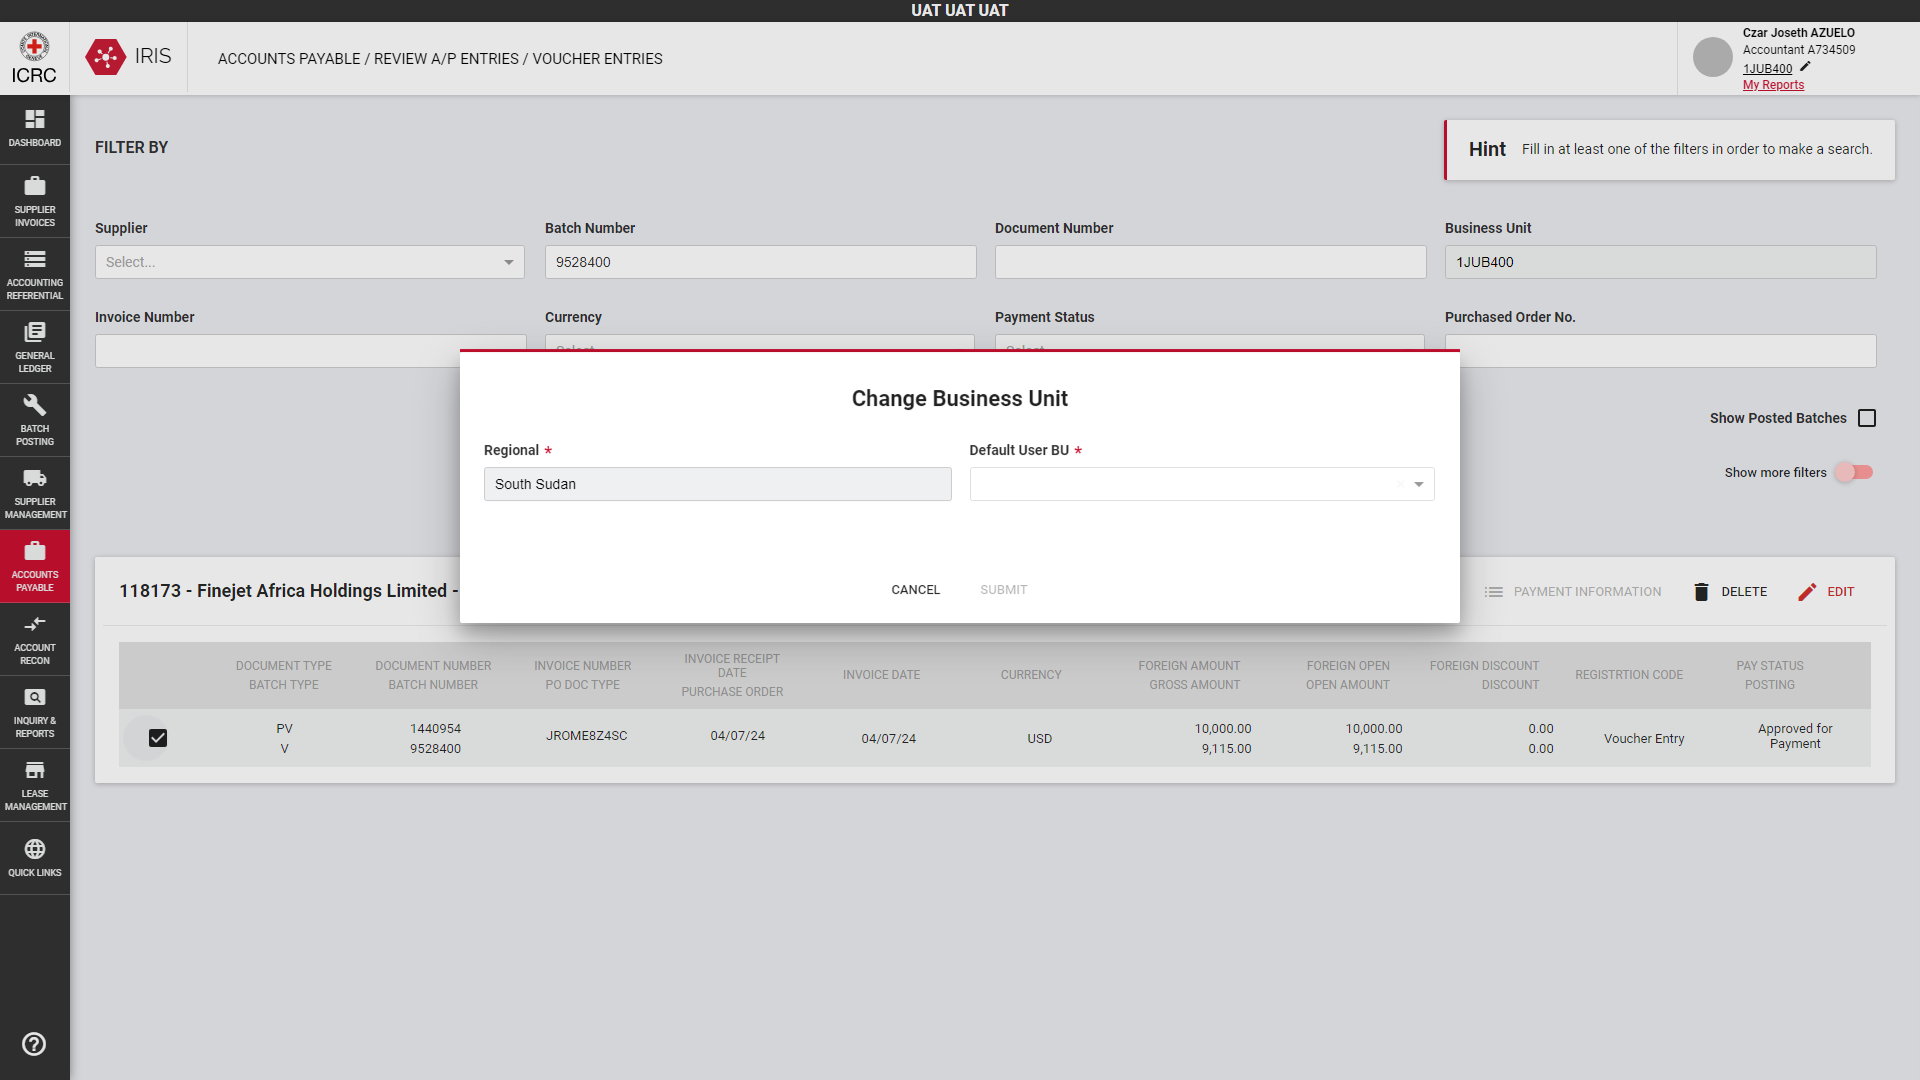 UAT UAT UAT
ICRC
IRIS
ACCOUNTS PAYABLE / REVIEW A/P ENTRIES / VOUCHER ENTRIES
Czar Joseth AZUELO
Accountant A734509
1JUB400
My Reports
DASHBOARD
SUPPLIER
INVOICES
ACCOUNTING
REFERENTIAL
GENERAL
LEDGER
BATCH
POSTING
SUPPLIER
MANAGEMENT
ACCOUNTS
PAYABLE
ACCOUNT
RECON
INQUIRY &
REPORTS
LEASE
MANAGEMENT
QUICK LINKS
FILTER BY
Hint Fill in at least one of the filters in order to make a search.
Supplier Batch Number Document Number Business Unit
Select... 9528400 1JUB400
Invoice Number Currency Payment Status Purchased Order No.
Show Posted Batches
Show more filters
Change Business Unit
Regional * Default User BU *
South Sudan
CANCEL SUBMIT
118173 - Finejet Africa Holdings Limited - PAYMENT INFORMATION DELETE EDIT
DOCUMENT TYPE
BATCH TYPE
DOCUMENT NUMBER
BATCH NUMBER
INVOICE NUMBER
PO DOC TYPE
INVOICE RECEIPT
DATE
PURCHASE ORDER
INVOICE DATE
CURRENCY
FOREIGN AMOUNT
GROSS AMOUNT
FOREIGN OPEN
OPEN AMOUNT
FOREIGN DISCOUNT
DISCOUNT
REGISTRTION CODE
PAY STATUS
POSTING
PV
V
1440954
9528400
JROME8Z4SC
04/07/24
04/07/24
USD
10,000.00
9,115.00
10,000.00
9,115.00
0.00
0.00
Voucher Entry
Approved for
Payment